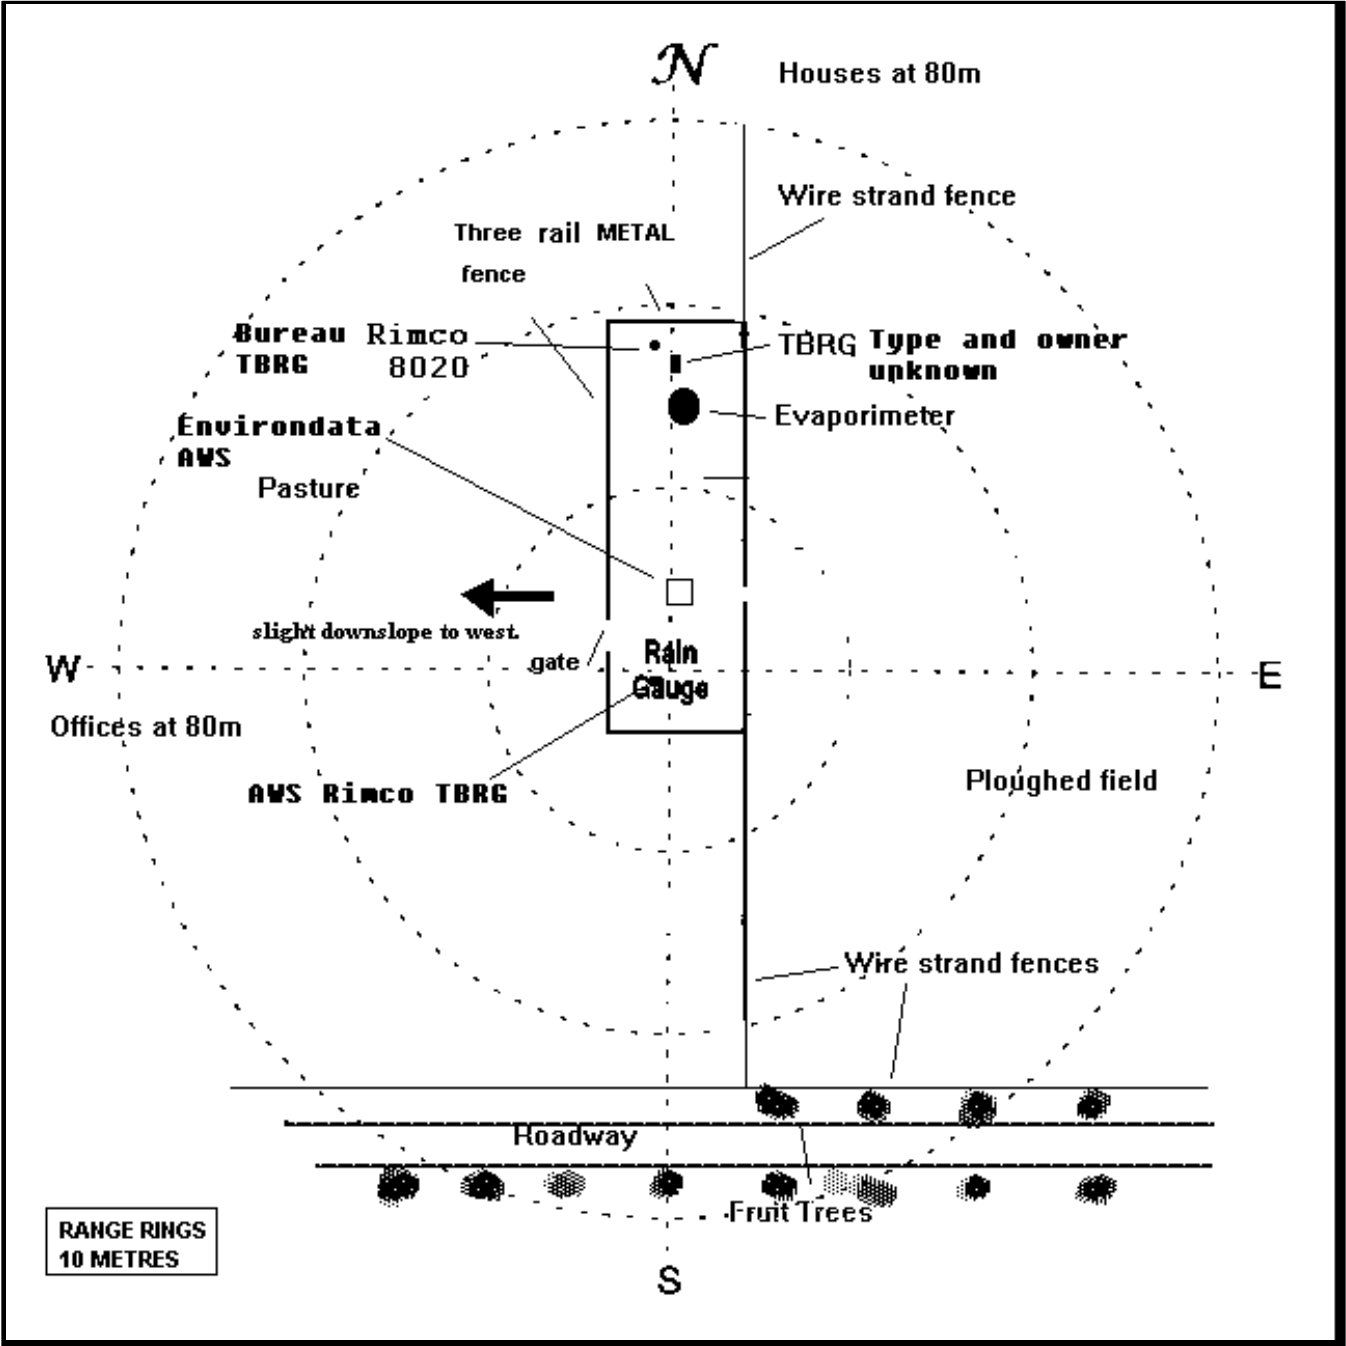 N
Houses at 80m
Wire strand fence
Three rail METAL
fence
Bureau Rimco
TBRG 8020
TBRG Type and owner
unknown
Evaporimeter
Environdata
AWS
Pasture
slight downslope to west.
gate
Rain
Gauge
W
E
Offices at 80m
AWS Rimco TBRG
Ploughed field
Wire strand fences
Roadway
Fruit Trees
RANGE RINGS
10 METRES
S